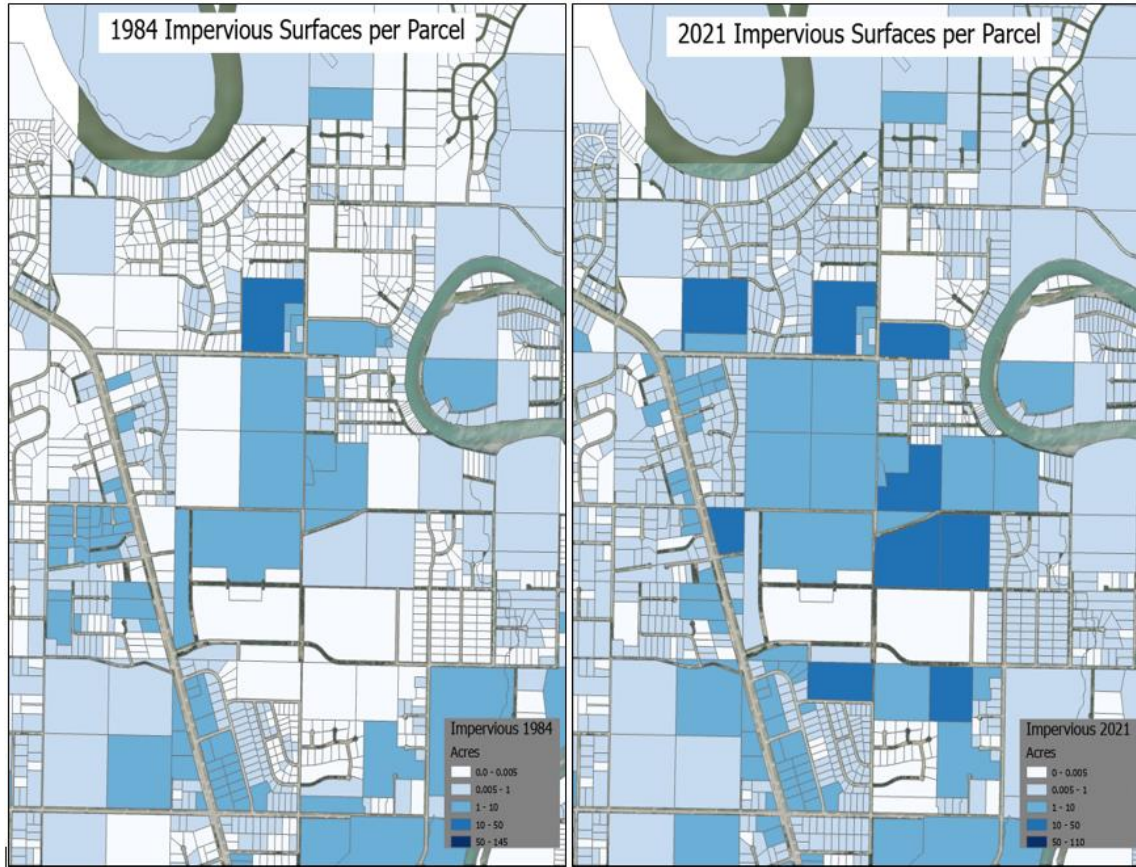 1984 Impervious Surfaces per Parcel
Impervious 1984
Acres
0.0 - 0.005
0.005 - 1
1 - 10
10 - 50
50 - 145
2021 Impervious Surfaces per Parcel
Impervious 2021
Acres
0 - 0.005
0.005 - 1
1 - 10
10 - 50
50 - 110